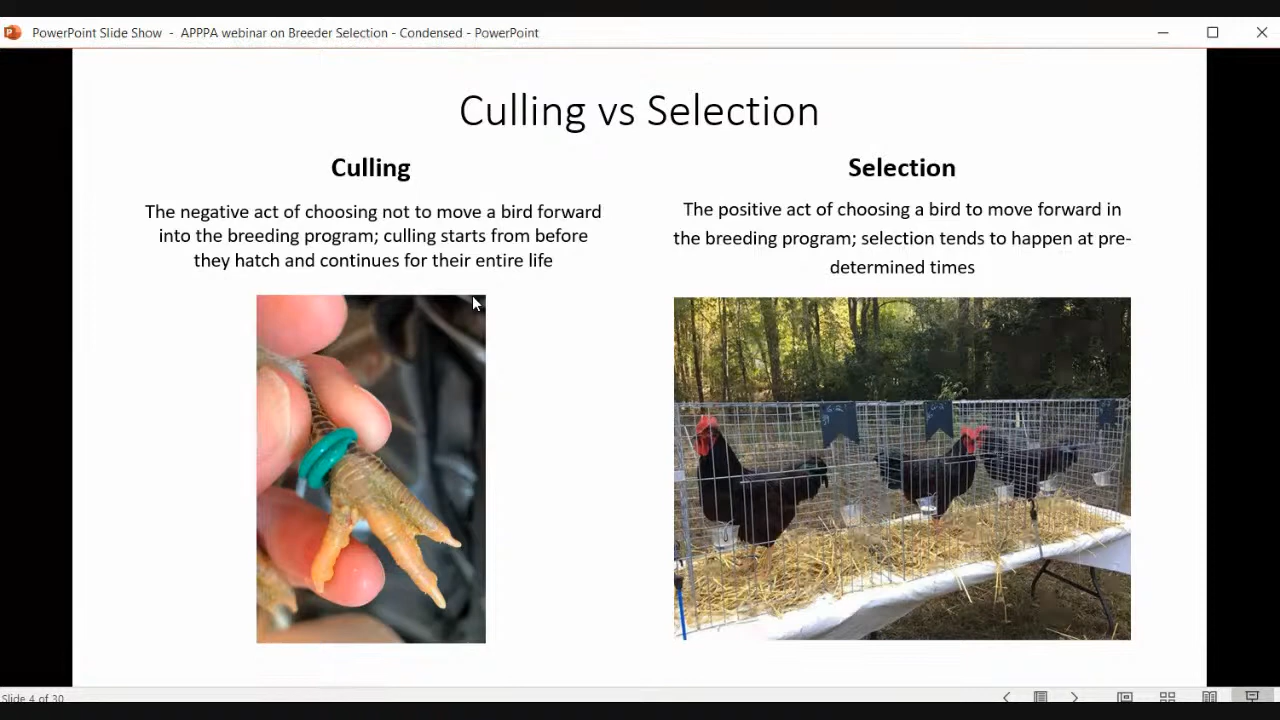 PowerPoint Slide Show - APPPA webinar on Breeder Selection - Condensed - PowerPoint
Culling vs Selection
Culling
The negative act of choosing not to move a bird forward
into the breeding program; culling starts from before
they hatch and continues for their entire life
Selection
The positive act of choosing a bird to move forward in
the breeding program; selection tends to happen at pre-
determined times
Slide 4 of 30